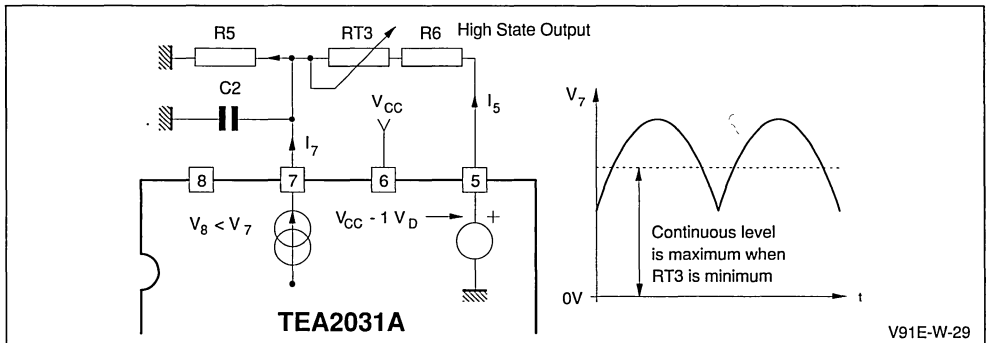 R5
RT3
R6
High State Output
C2
VCC
I5
I7
8
7
6
5
V8 < V7
VCC - 1 VD
+
TEA2031A
V7
Continuous level
is maximum when
RT3 is minimum
0V
t
V91E-W-29